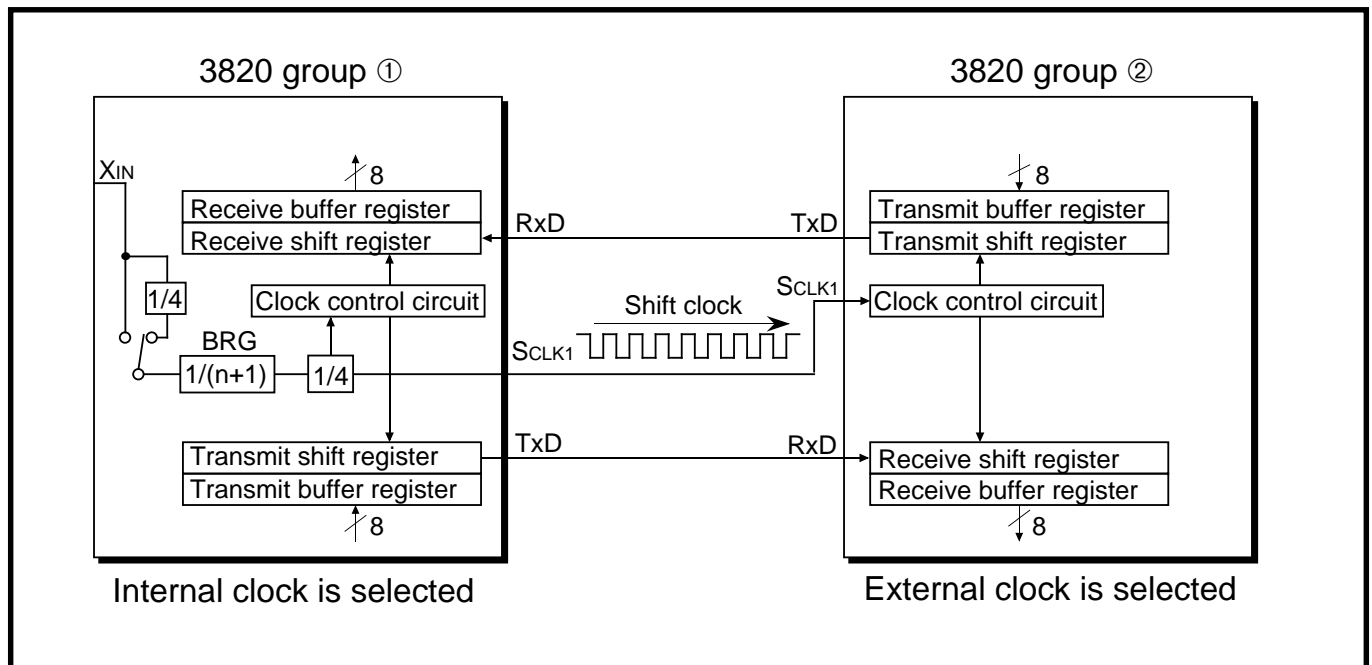 3820 group ①
3820 group ②
XIN
8
8
Receive buffer register
Receive shift register
RxD
TxD
Transmit buffer register
Transmit shift register
1/4
Clock control circuit
Shift clock
SCLK1
Clock control circuit
BRG
1/(n+1)
1/4
SCLK1
Transmit shift register
Transmit buffer register
TxD
RxD
Receive shift register
Receive buffer register
8
8
Internal clock is selected
External clock is selected